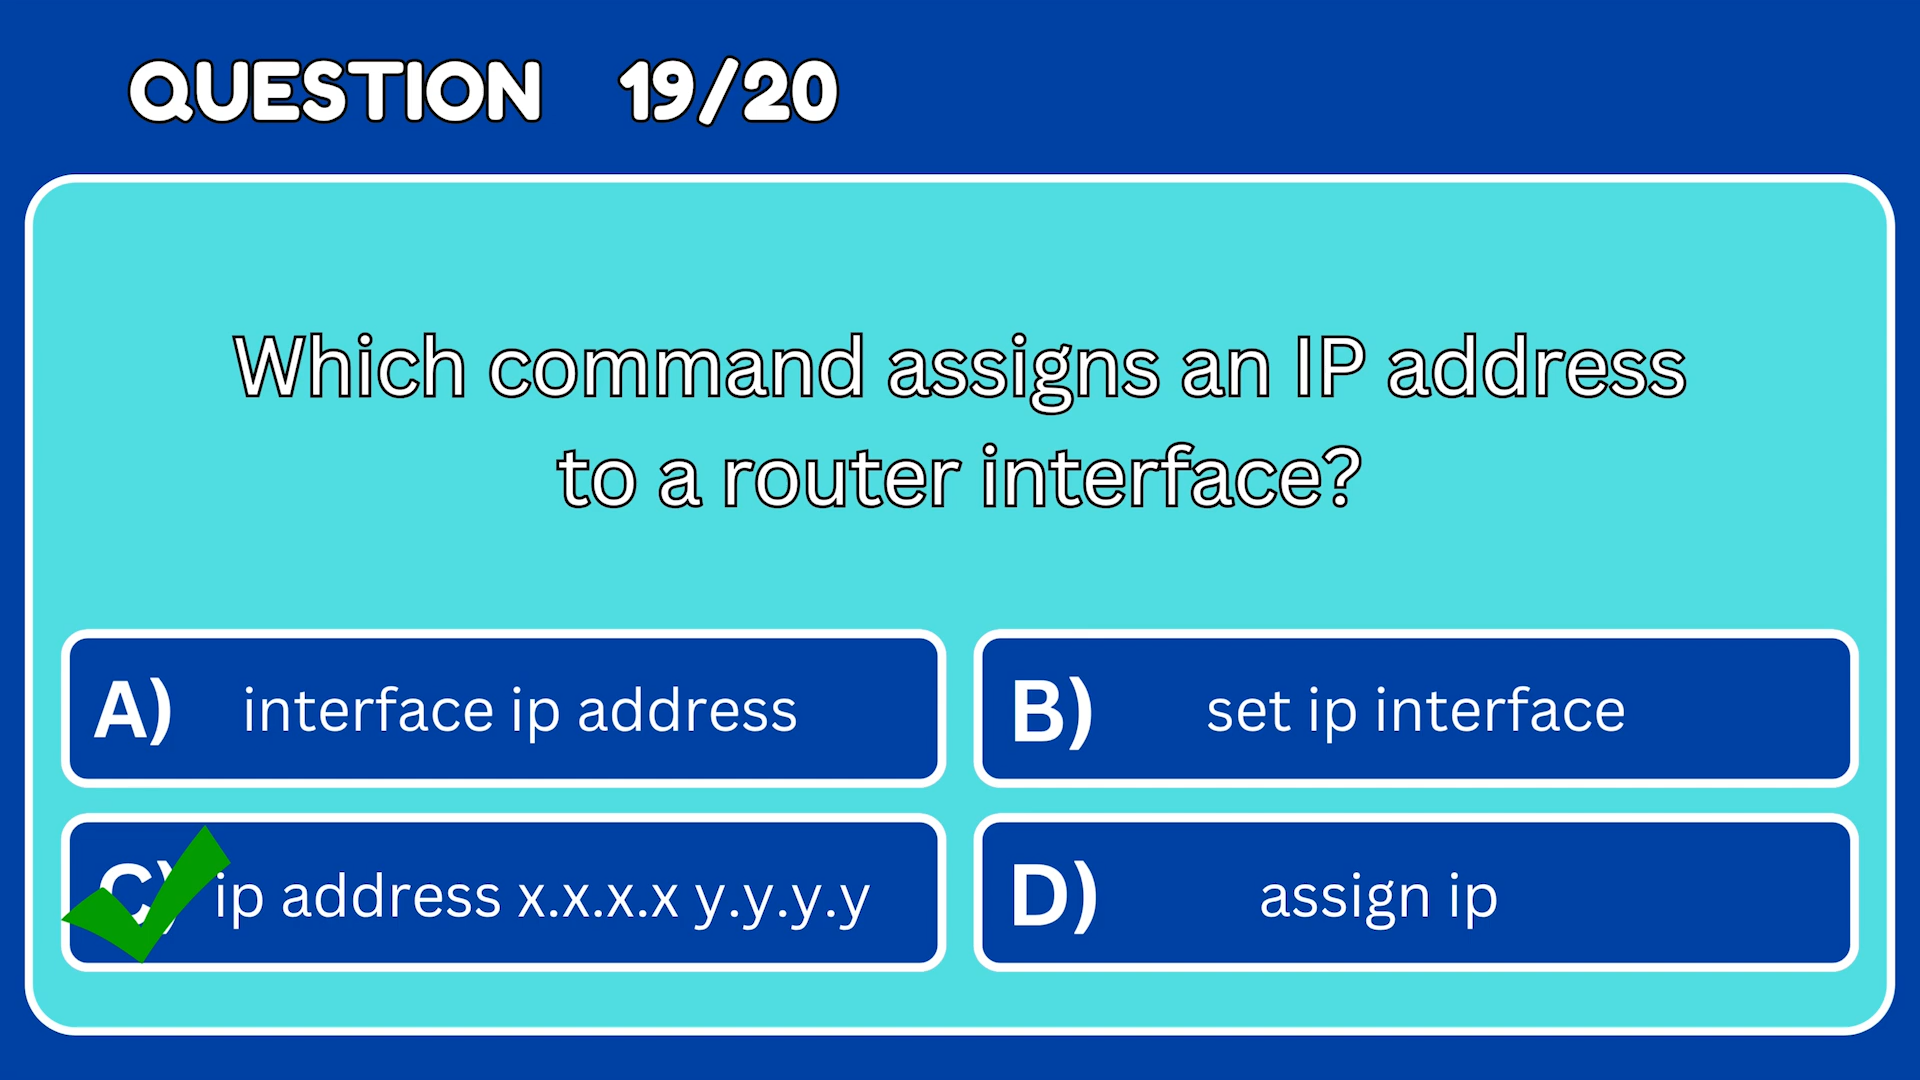 QUESTION 19/20
Which command assigns an IP address
to a router interface?
A) interface ip address
B) set ip interface
C) ip address x.x.x.x y.y.y.y
D) assign ip